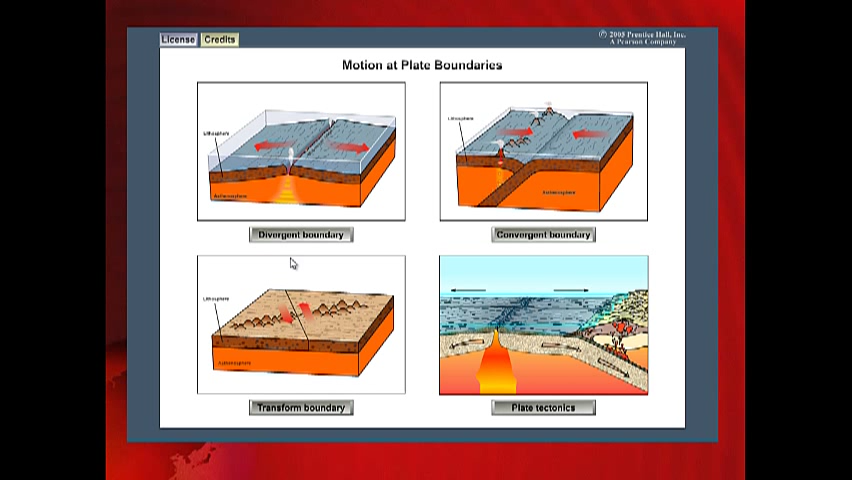 License Credits
© 2005 Prentice Hall, Inc.
A Pearson Company
Motion at Plate Boundaries
Lithosphere
Asthenosphere
Divergent boundary
Lithosphere
Asthenosphere
Convergent boundary
Lithosphere
Asthenosphere
Transform boundary
Plate tectonics